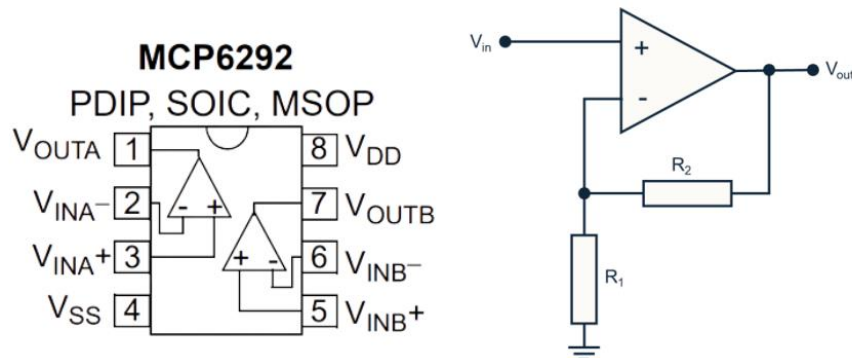 MCP6292
PDIP, SOIC, MSOP
VOUTA 1
8 VDD
VINA- 2
7 VOUTB
VINA+ 3
6 VINB-
VSS 4
5 VINB+
- +
+ -
Vin
+
-
Vout
R2
R1